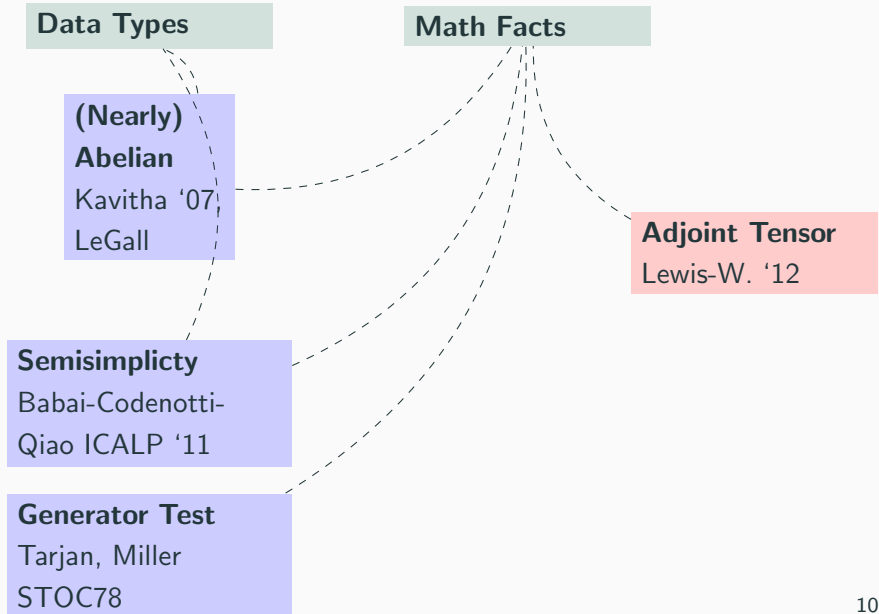 Data Types
Math Facts
(Nearly)
Abelian
Kavitha ‘07,
LeGall
Adjoint Tensor
Lewis-W. ‘12
Semisimplicty
Babai-Codenotti-
Qiao ICALP ‘11
Generator Test
Tarjan, Miller
STOC78
10